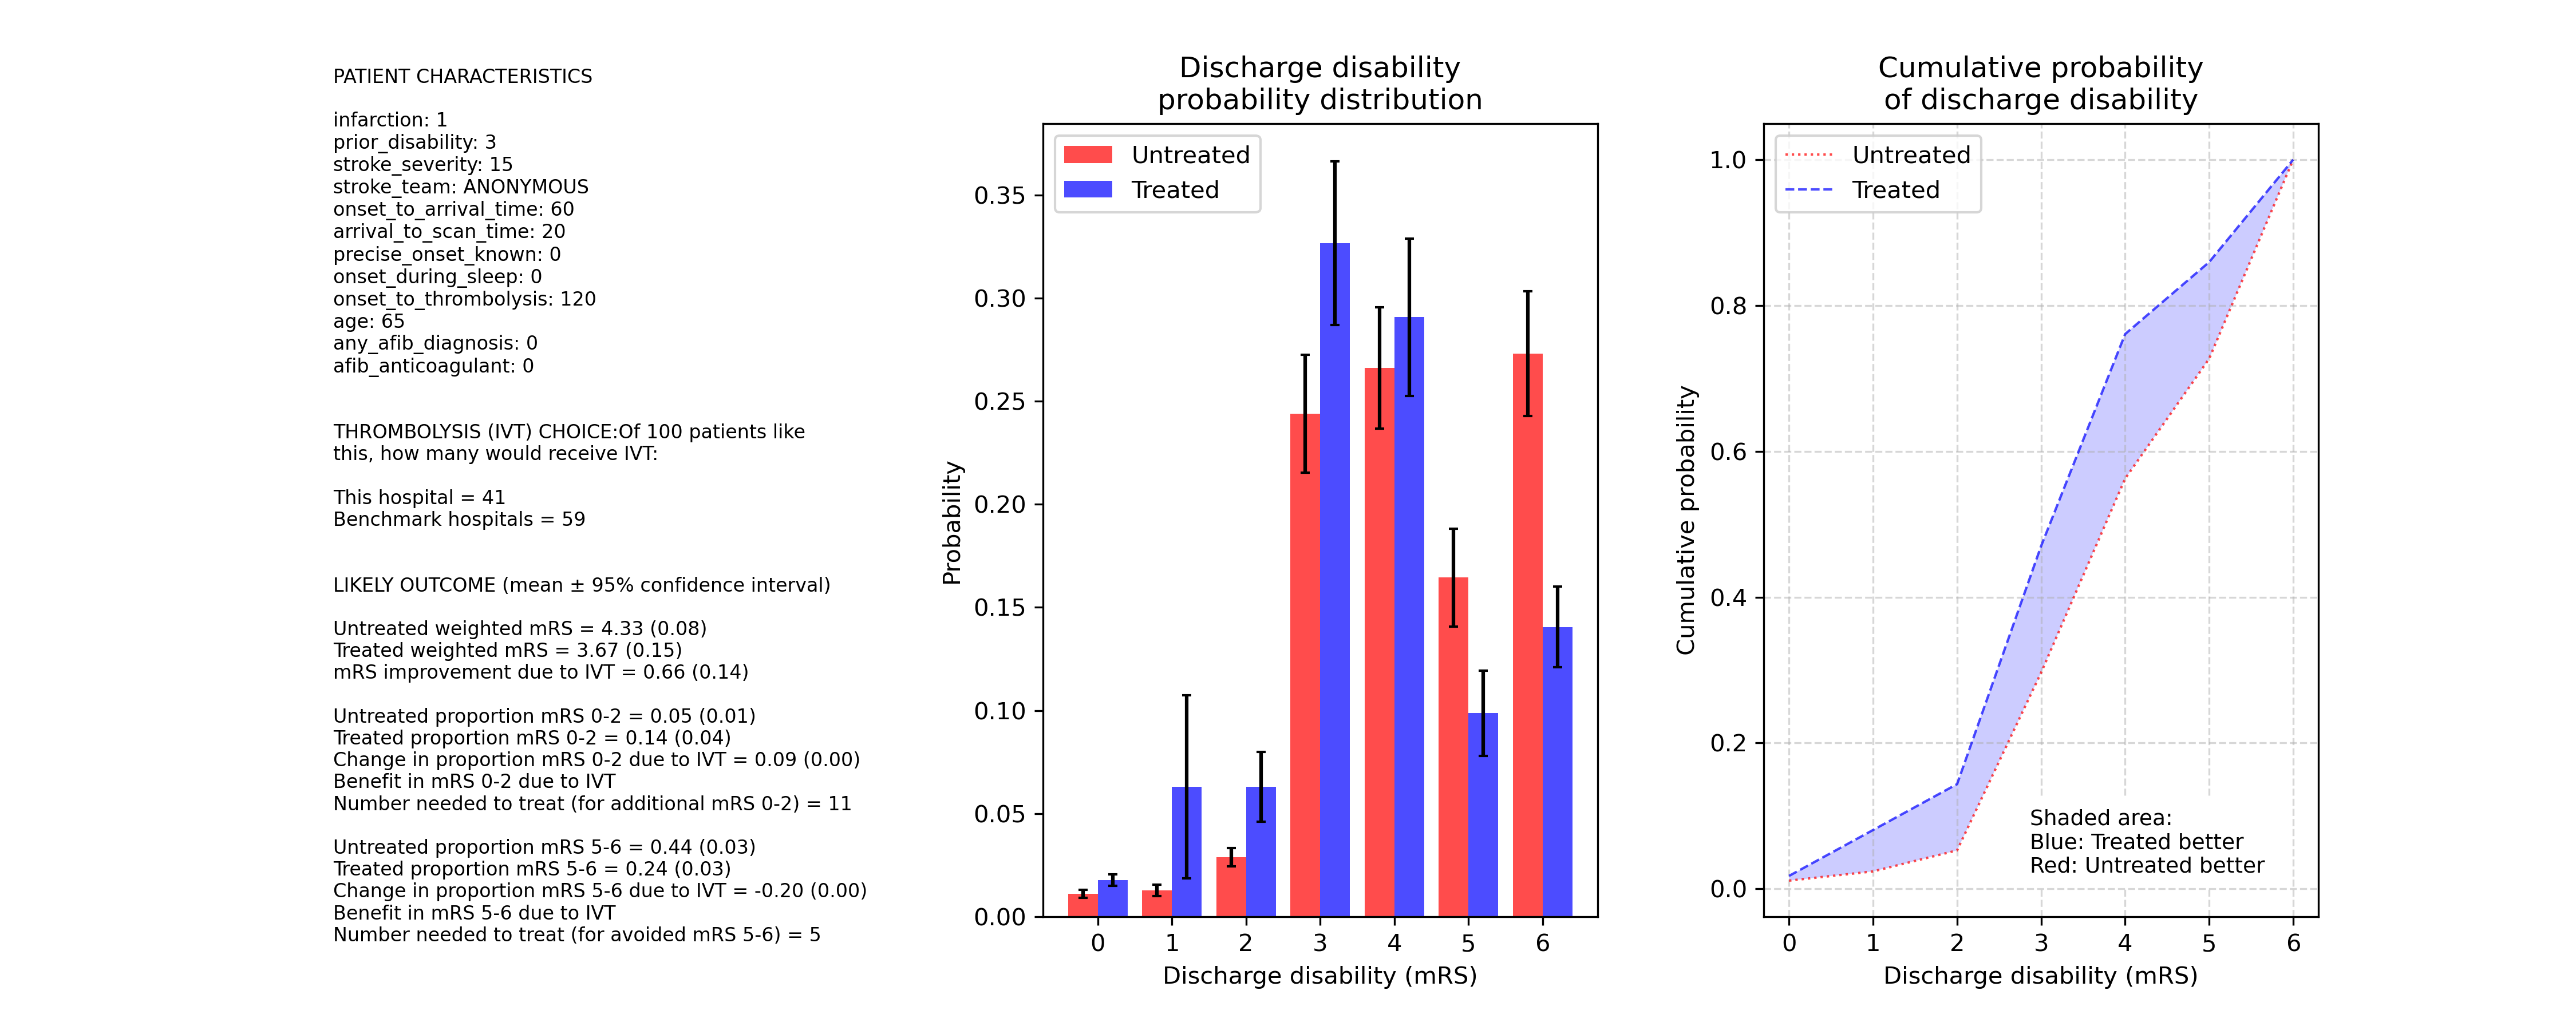 PATIENT CHARACTERISTICS
infarction: 1
prior_disability: 3
stroke_severity: 15
stroke_team: ANONYMOUS
onset_to_arrival_time: 60
arrival_to_scan_time: 20
precise_onset_known: 0
onset_during_sleep: 0
onset_to_thrombolysis: 120
age: 65
any_afib_diagnosis: 0
afib_anticoagulant: 0
THROMBOLYSIS (IVT) CHOICE:Of 100 patients like
this, how many would receive IVT:
This hospital = 41
Benchmark hospitals = 59
LIKELY OUTCOME (mean ± 95% confidence interval)
Untreated weighted mRS = 4.33 (0.08)
Treated weighted mRS = 3.67 (0.15)
mRS improvement due to IVT = 0.66 (0.14)
Untreated proportion mRS 0-2 = 0.05 (0.01)
Treated proportion mRS 0-2 = 0.14 (0.04)
Change in proportion mRS 0-2 due to IVT = 0.09 (0.00)
Benefit in mRS 0-2 due to IVT
Number needed to treat (for additional mRS 0-2) = 11
Untreated proportion mRS 5-6 = 0.44 (0.03)
Treated proportion mRS 5-6 = 0.24 (0.03)
Change in proportion mRS 5-6 due to IVT = -0.20 (0.00)
Benefit in mRS 5-6 due to IVT
Number needed to treat (for avoided mRS 5-6) = 5
Discharge disability
probability distribution
Untreated
Treated
Probability
0.35
0.30
0.25
0.20
0.15
0.10
0.05
0.00
0 1 2 3 4 5 6
Discharge disability (mRS)
Cumulative probability
of discharge disability
Untreated
Treated
Cumulative probability
1.0
0.8
0.6
0.4
0.2
0.0
Shaded area:
Blue: Treated better
Red: Untreated better
0 1 2 3 4 5 6
Discharge disability (mRS)